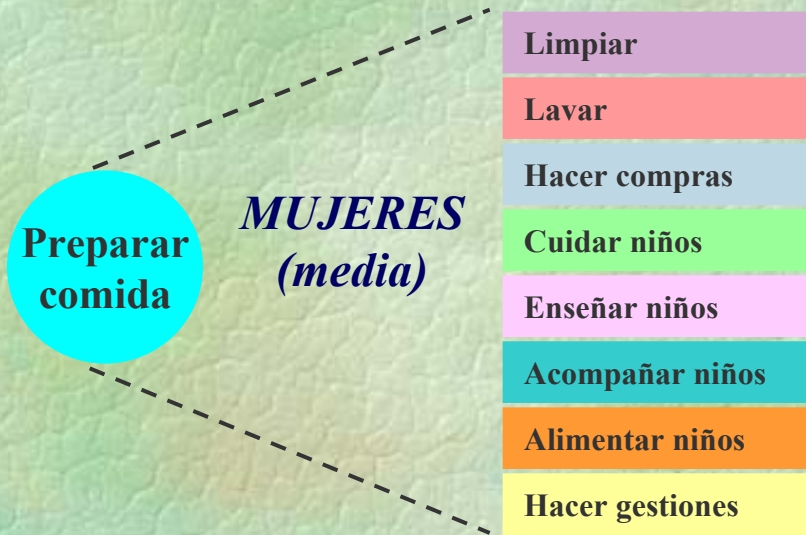 Preparar
comida
MUJERES
(media)
Limpiar
Lavar
Hacer compras
Cuidar niños
Enseñar niños
Acompañar niños
Alimentar niños
Hacer gestiones